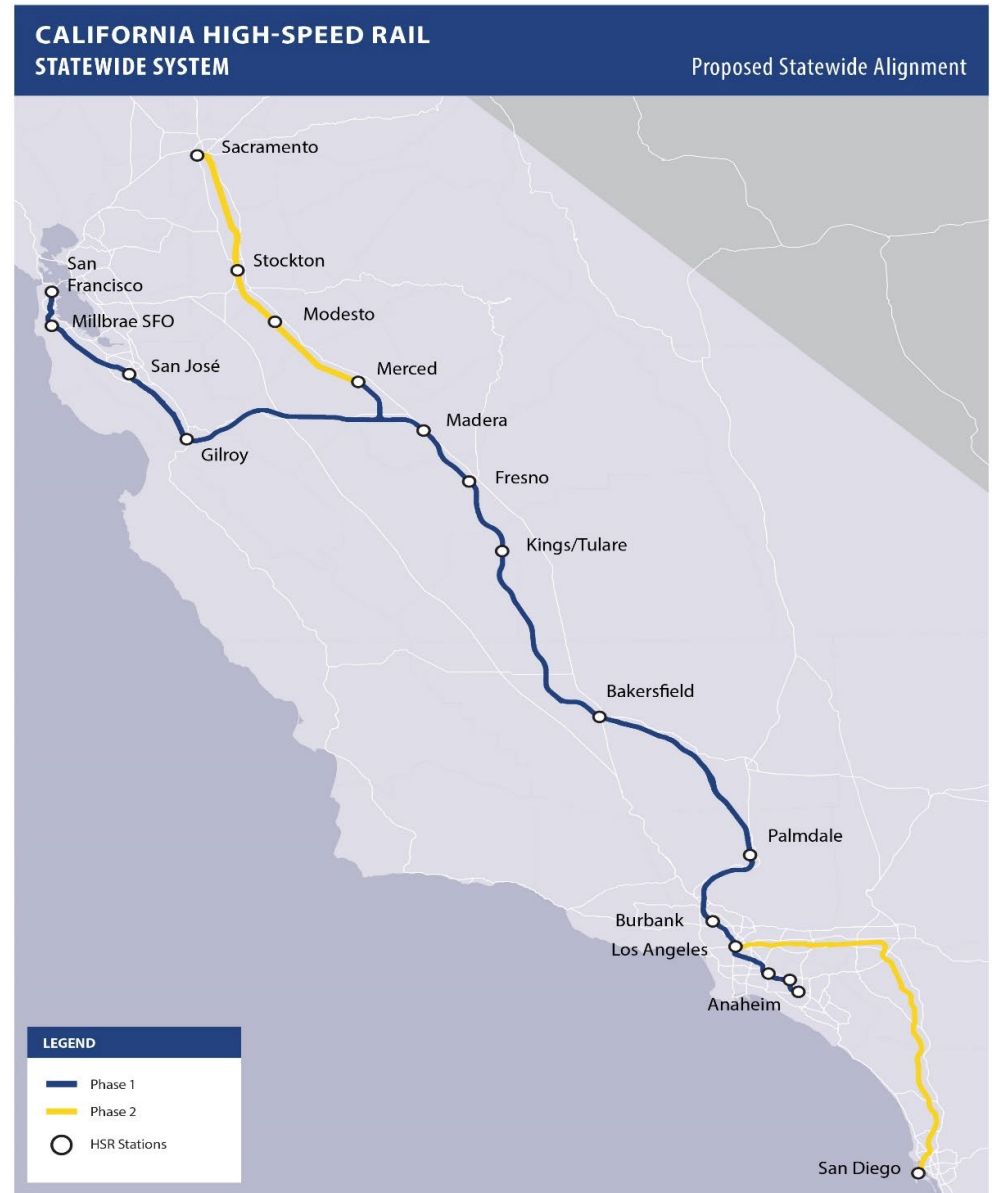 CALIFORNIA HIGH-SPEED RAIL
STATEWIDE SYSTEM
Proposed Statewide Alignment
Sacramento
Stockton
San
Francisco
Modesto
Millbrae SFO
San José
Merced
Madera
Gilroy
Fresno
Kings/Tulare
Bakersfield
Palmdale
Burbank
Los Angeles
Anaheim
LEGEND
Phase 1
Phase 2
HSR Stations
San Diego